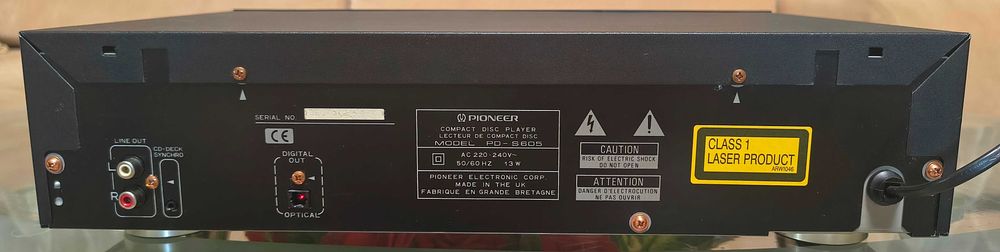 SERIAL NO.
LINE OUT
L
R
CD-DECK
SYNCHRO
CE
DIGITAL
OUT
OPTICAL
PIONEER
COMPACT DISC PLAYER
LECTEUR DE COMPACT DISC
MODEL PD-S605
AC 220-240V~
50/60HZ 13W
PIONEER ELECTRONIC CORP.
MADE IN THE UK
FABRIQUE EN GRANDE BRETAGNE
CAUTION
RISK OF ELECTRIC SHOCK
DO NOT OPEN
ATTENTION
DANGER D'ELECTROCUTION
NE PAS OUVRIR
CLASS 1
LASER PRODUCT
ARW1046